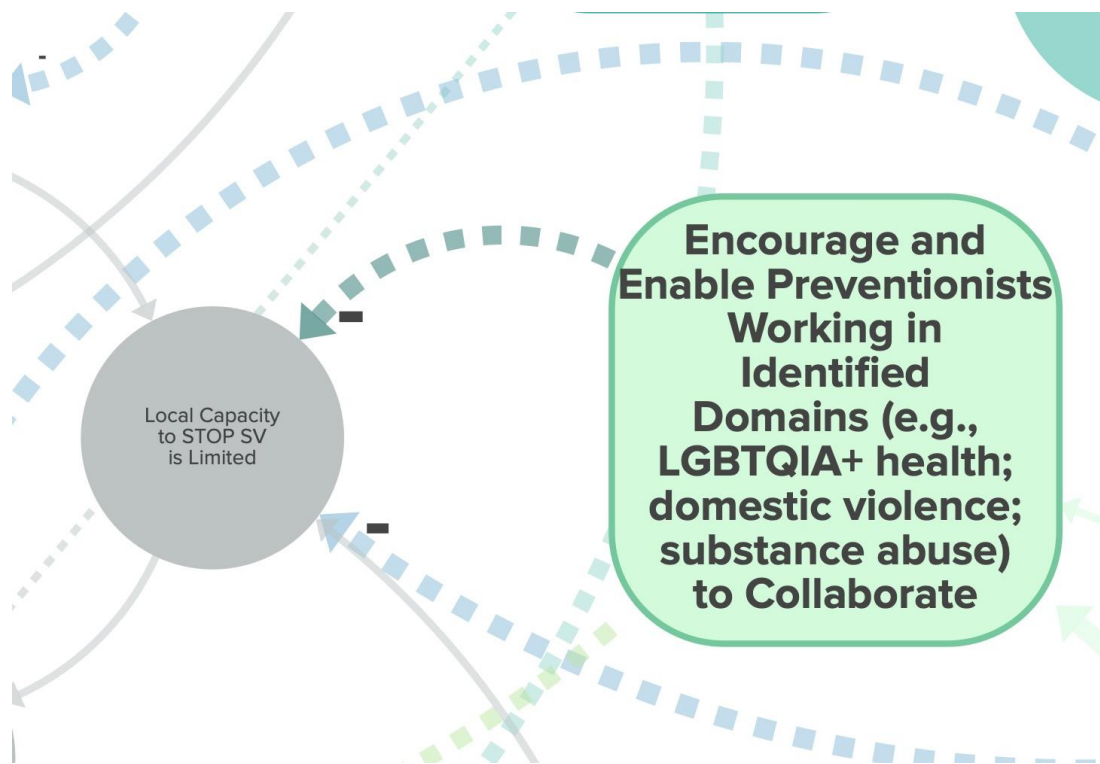 -
Encourage and
Enable Preventionists
Working in
Identified
Domains (e.g.,
LGBTQIA+ health;
domestic violence;
substance abuse)
to Collaborate
-
Local Capacity
to STOP SV
is Limited
-